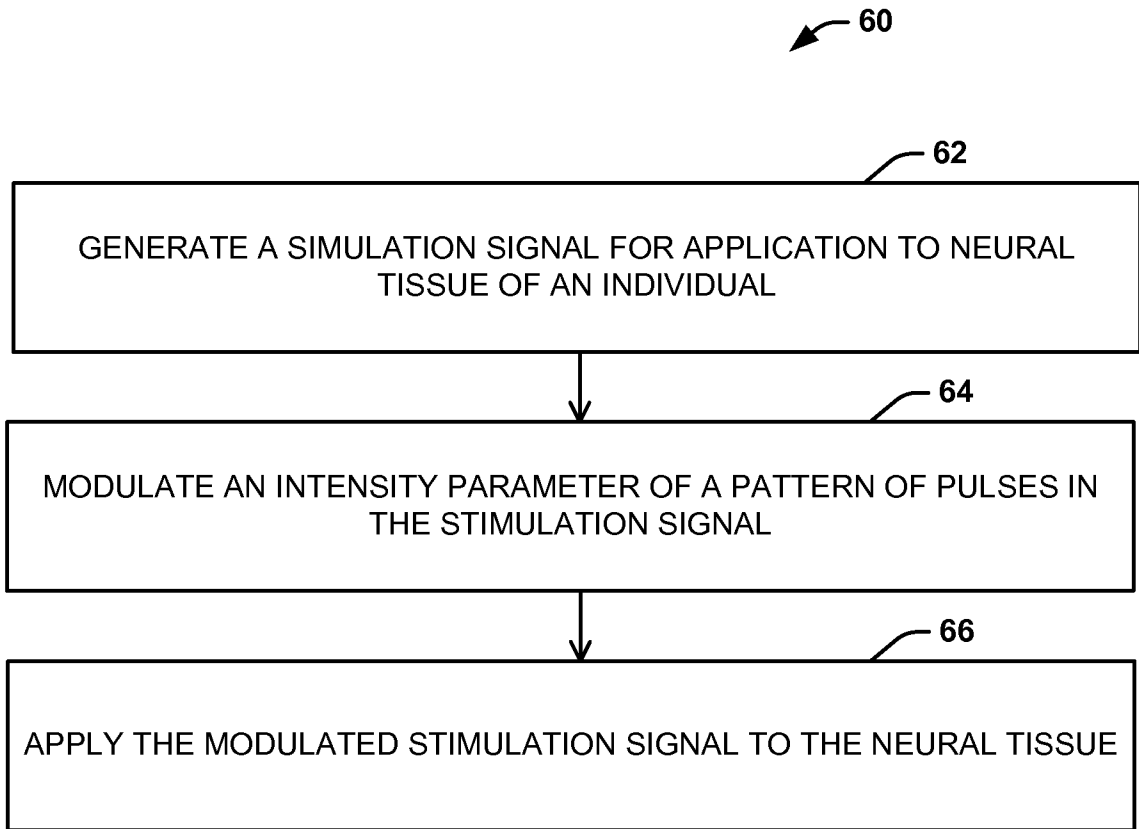 60
62
GENERATE A SIMULATION SIGNAL FOR APPLICATION TO NEURAL
TISSUE OF AN INDIVIDUAL
64
MODULATE AN INTENSITY PARAMETER OF A PATTERN OF PULSES IN
THE STIMULATION SIGNAL
66
APPLY THE MODULATED STIMULATION SIGNAL TO THE NEURAL TISSUE